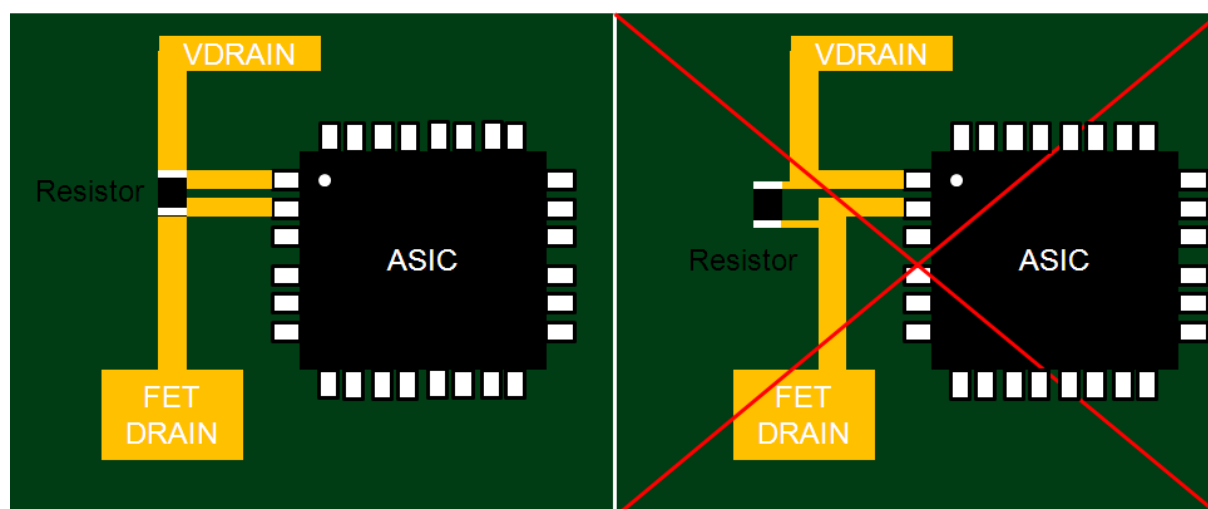 VDRAIN
Resistor
ASIC
FET
DRAIN
VDRAIN
Resistor
ASIC
FET
DRAIN